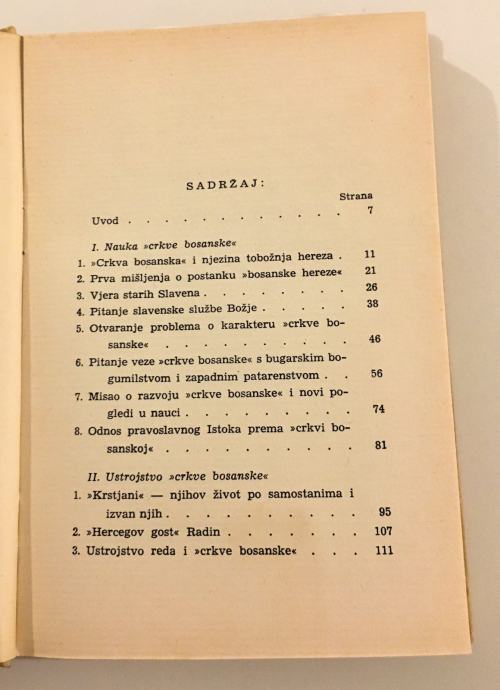 SADRŽAJ:
Strana
Uvod . . . . . . . . . . . . 7
I. Nauka »crkve bosanske«
1. »Crkva bosanska« i njezina tobožnja hereza . 11
2. Prva mišljenja o postanku »bosanske hereze« 21
3. Vjera starih Slavena . . . . . . . . 26
4. Pitanje slavenske službe Božje . . . . . 38
5. Otvaranje problema o karakteru »crkve bo-
sanske« . . . . . . . . . . 46
6. Pitanje veze »crkve bosanske« s bugarskim bo-
gumilstvom i zapadnim patarenstvom . . 56
7. Misao o razvoju »crkve bosanske« i novi po-
gledi u nauci . . . . . . . . . 74
8. Odnos pravoslavnog Istoka prema »crkvi bo-
sanskoj« . . . . . . . . . . 81
II. Ustrojstvo »crkve bosanske«
1. »Krstjani« — njihov život po samostanima i
izvan njih . . . . . . . . . . 95
2. »Hercegov gost« Radin . . . . . . . 107
3. Ustrojstvo reda i »crkve bosanske« . . . 111